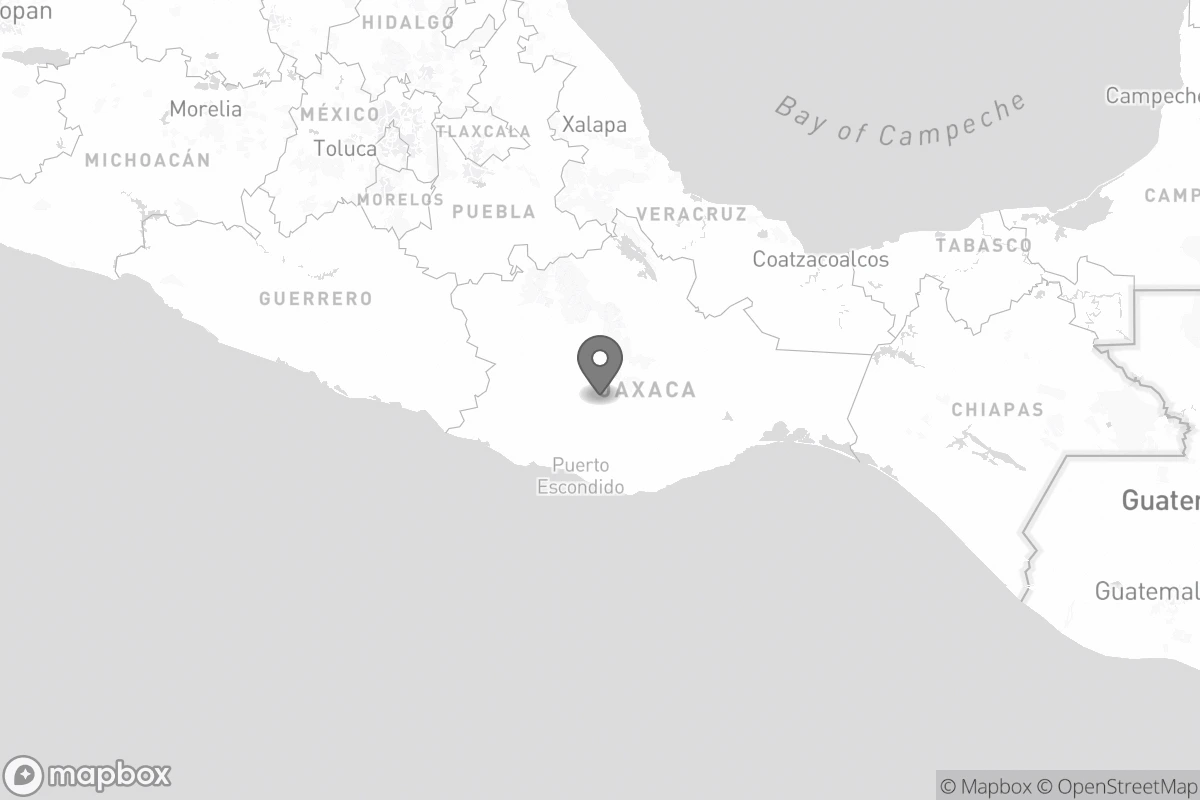 opan
HIDALGO
Morelia
MÉXICO
TLAXCALA
Xalapa
Bay of Campeche
Campeche
Toluca
MICHOACÁN
MORELOS
PUEBLA
VERACRUZ
CAMP
TABASCO
Coatzacoalcos
GUERRERO
OAXACA
CHIAPAS
Puerto
Escondido
Guater
Guatemal
mapbox
© Mapbox © OpenStreetMap